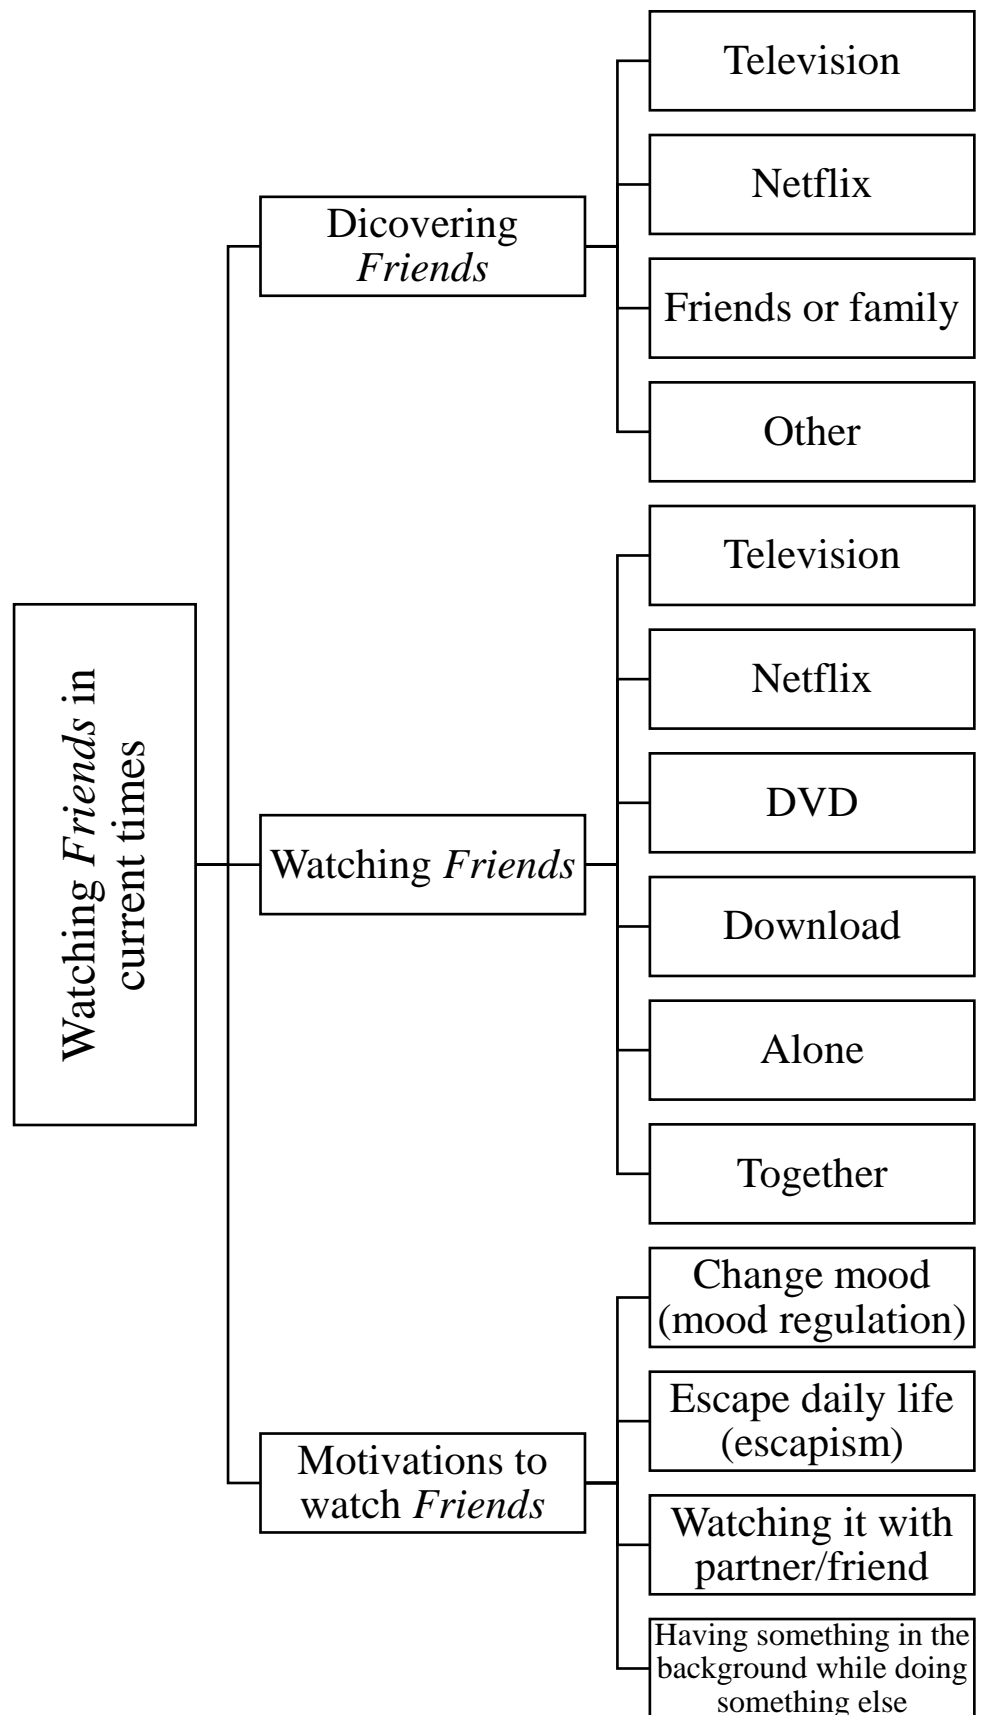 Watching Friends in
current times
Dicovering
Friends
Television
Netflix
Friends or family
Other
Watching Friends
Television
Netflix
DVD
Download
Alone
Together
Motivations to
watch Friends
Change mood
(mood regulation)
Escape daily life
(escapism)
Watching it with
partner/friend
Having something in the
background while doing
something else